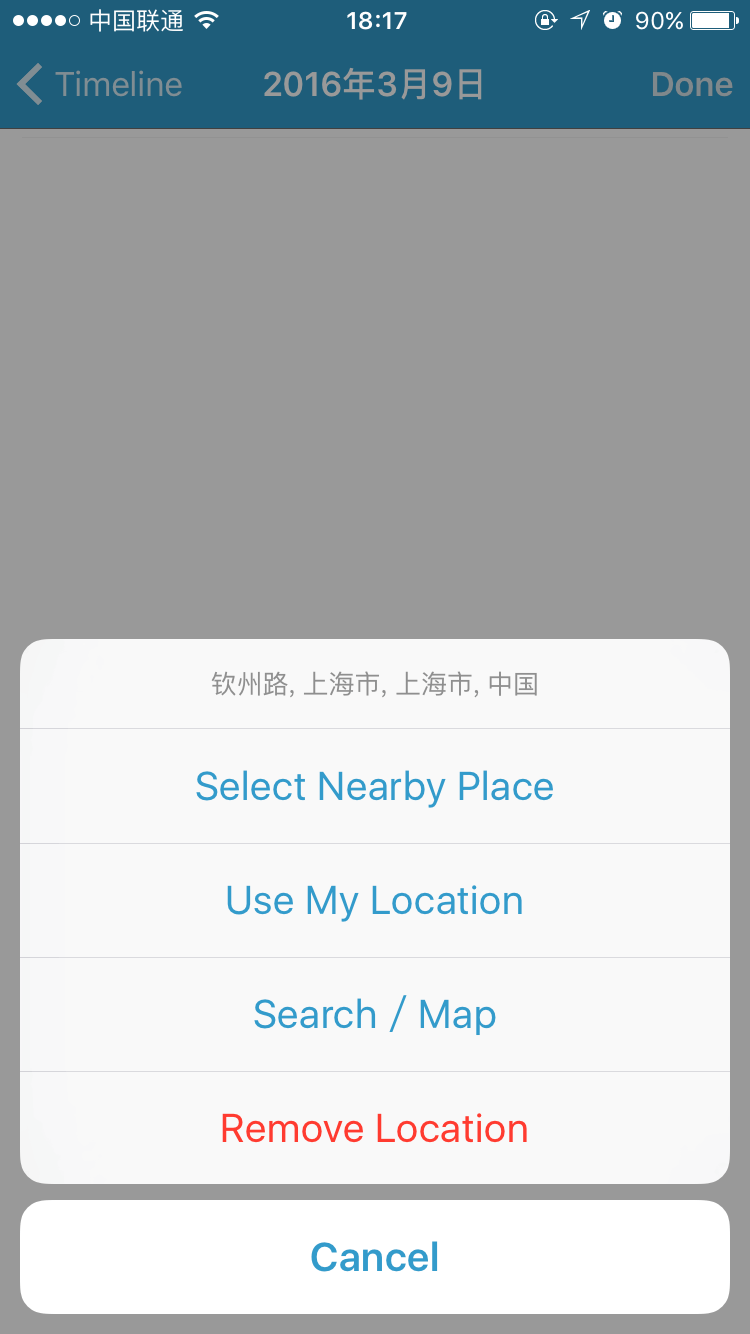 中国联通 18:17 90%
Timeline 2016年3月9日 Done
钦州路, 上海市, 上海市, 中国
Select Nearby Place
Use My Location
Search / Map
Remove Location
Cancel